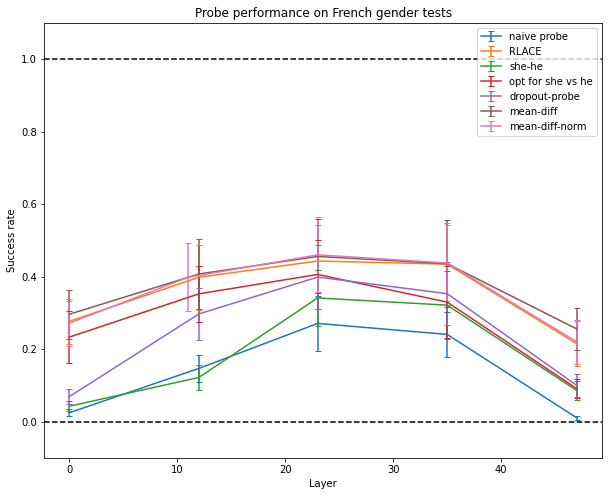 Probe performance on French gender tests
naive probe
RLACE
she-he
opt for she vs he
dropout-probe
mean-diff
mean-diff-norm
Success rate
1.0
0.8
0.6
0.4
0.2
0.0
0 10 20 30 40
Layer